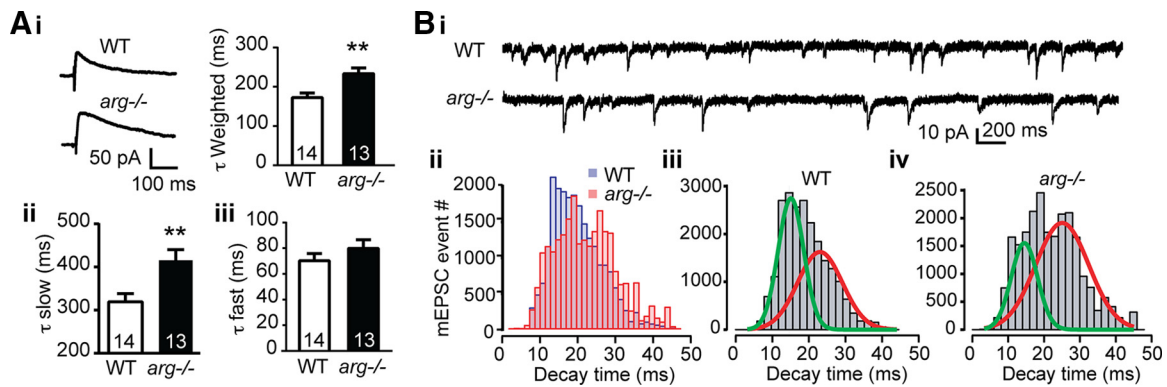 A i
WT
arg-/-
50 pA
100 ms
τ Weighted (ms)
300
200
100
0
**
14
13
WT
arg-/-
ii
τ slow (ms)
500
400
300
200
**
14
13
WT
arg-/-
iii
τ fast (ms)
100
80
60
40
20
0
14
13
WT
arg-/-
B i
WT
arg-/-
10 pA
200 ms
ii
mEPSC event #
2000
1500
1000
500
0
WT
arg-/-
0 10 20 30 40 50
Decay time (ms)
iii
WT
3000
2000
1000
0
0 10 20 30 40 50
Decay time (ms)
iv
arg-/-
2500
2000
1500
1000
500
0
0 10 20 30 40 50
Decay time (ms)